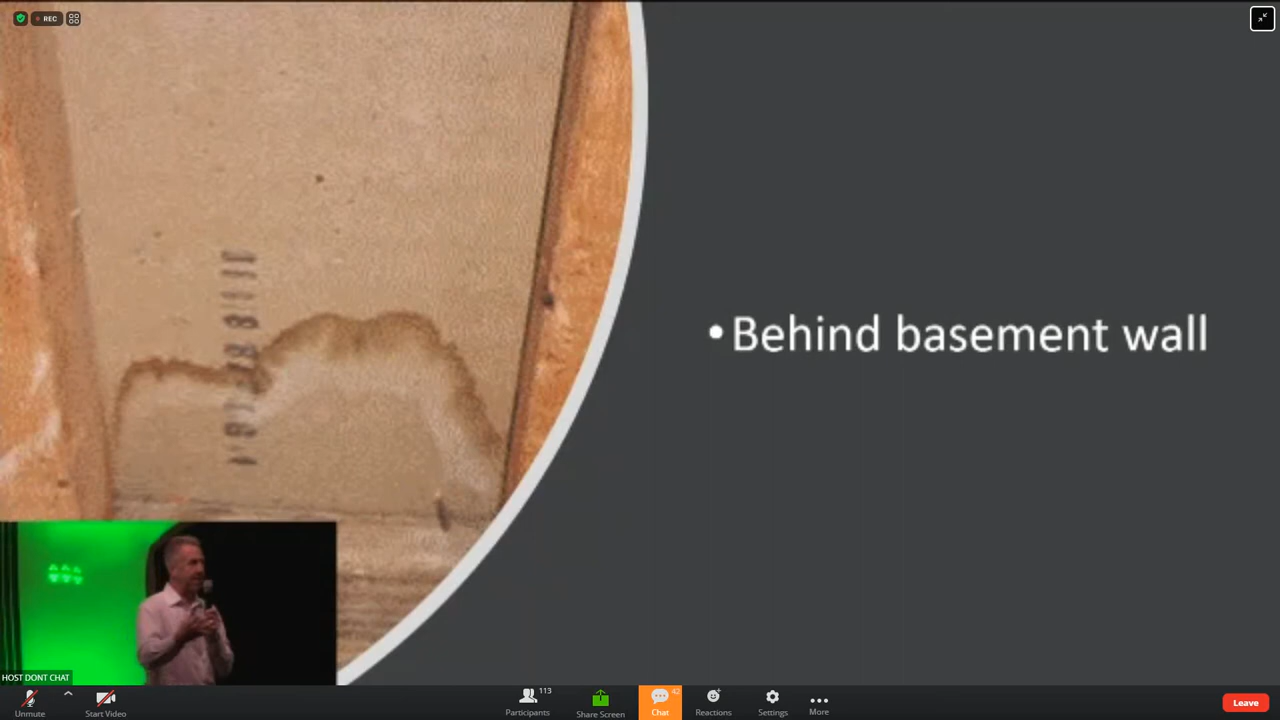 REC
• Behind basement wall
HOST DONT CHAT
Unmute
Start Video
113
Participants
Share Screen
42
Chat
Reactions
Settings
More
Leave